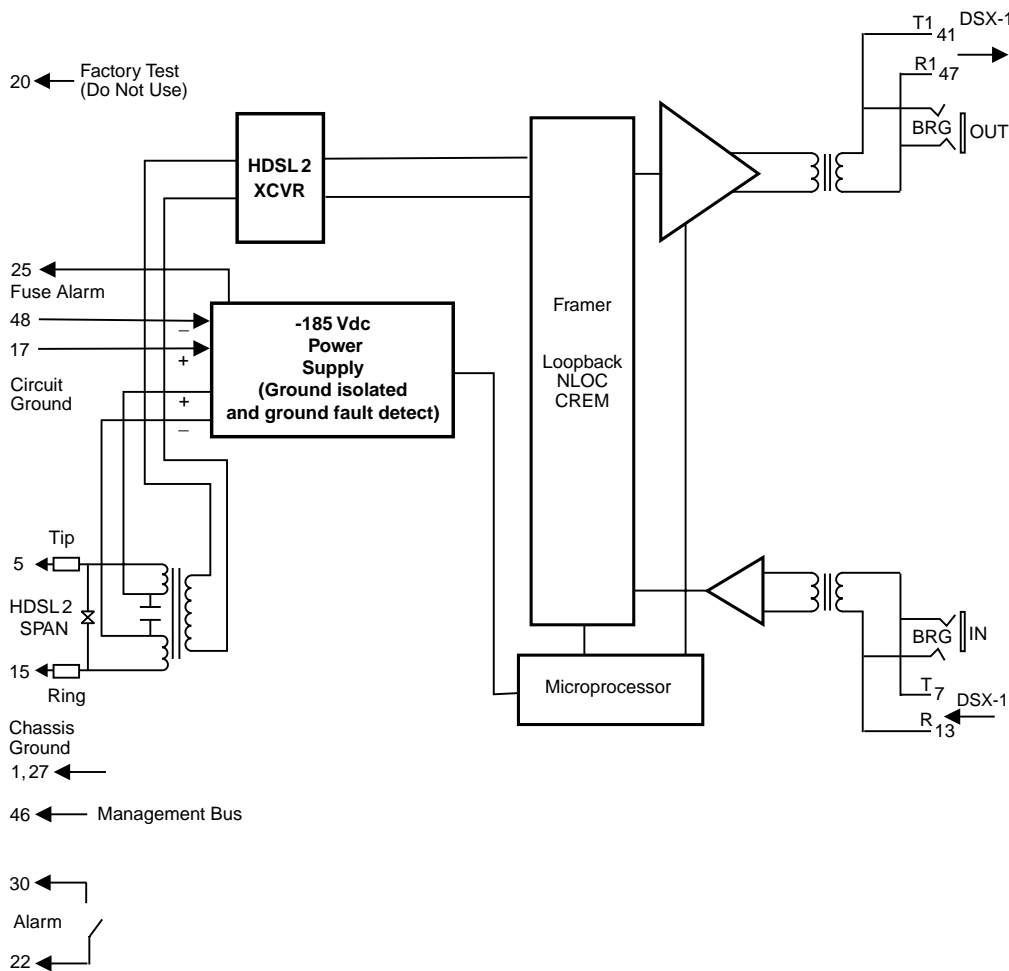 T1 41 DSX-1
20 Factory Test
(Do Not Use)
R1 47
BRG OUT
HDSL 2
XCVR
25
Fuse Alarm
48 –
17 +
Circuit
Ground
+
–
-185 Vdc
Power
Supply
(Ground isolated
and ground fault detect)
Framer
Loopback
NLOC
CREM
Tip
5
HDSL 2
SPAN
15
Ring
BRG IN
Microprocessor
T 7
DSX-1
R 13
Chassis
Ground
1, 27
46 Management Bus
30
Alarm
22